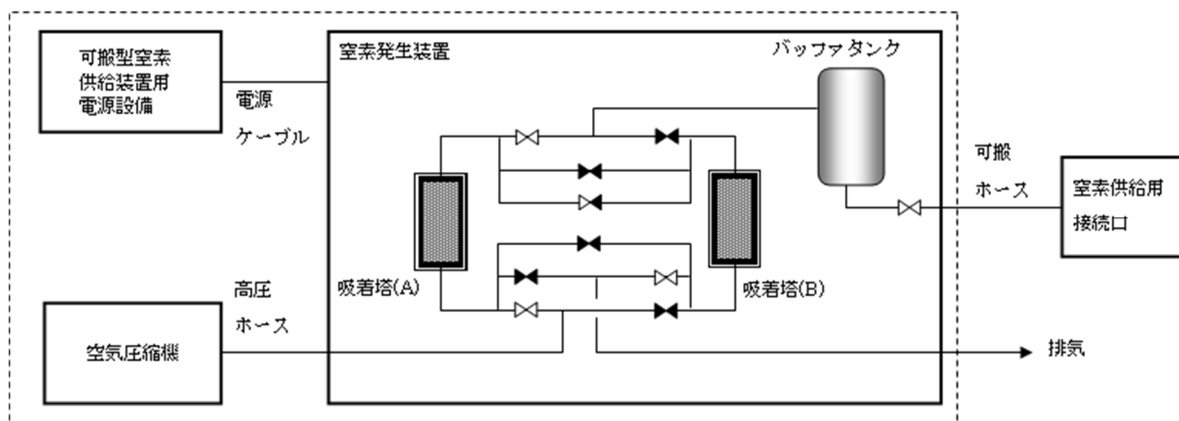 可搬型窒素
供給装置用
電源設備
電源
ケーブル
窒素発生装置
バッファタンク
吸着塔(A)
吸着塔(B)
可搬
ホース
窒素供給用
接続口
高圧
ホース
空気圧縮機
排気